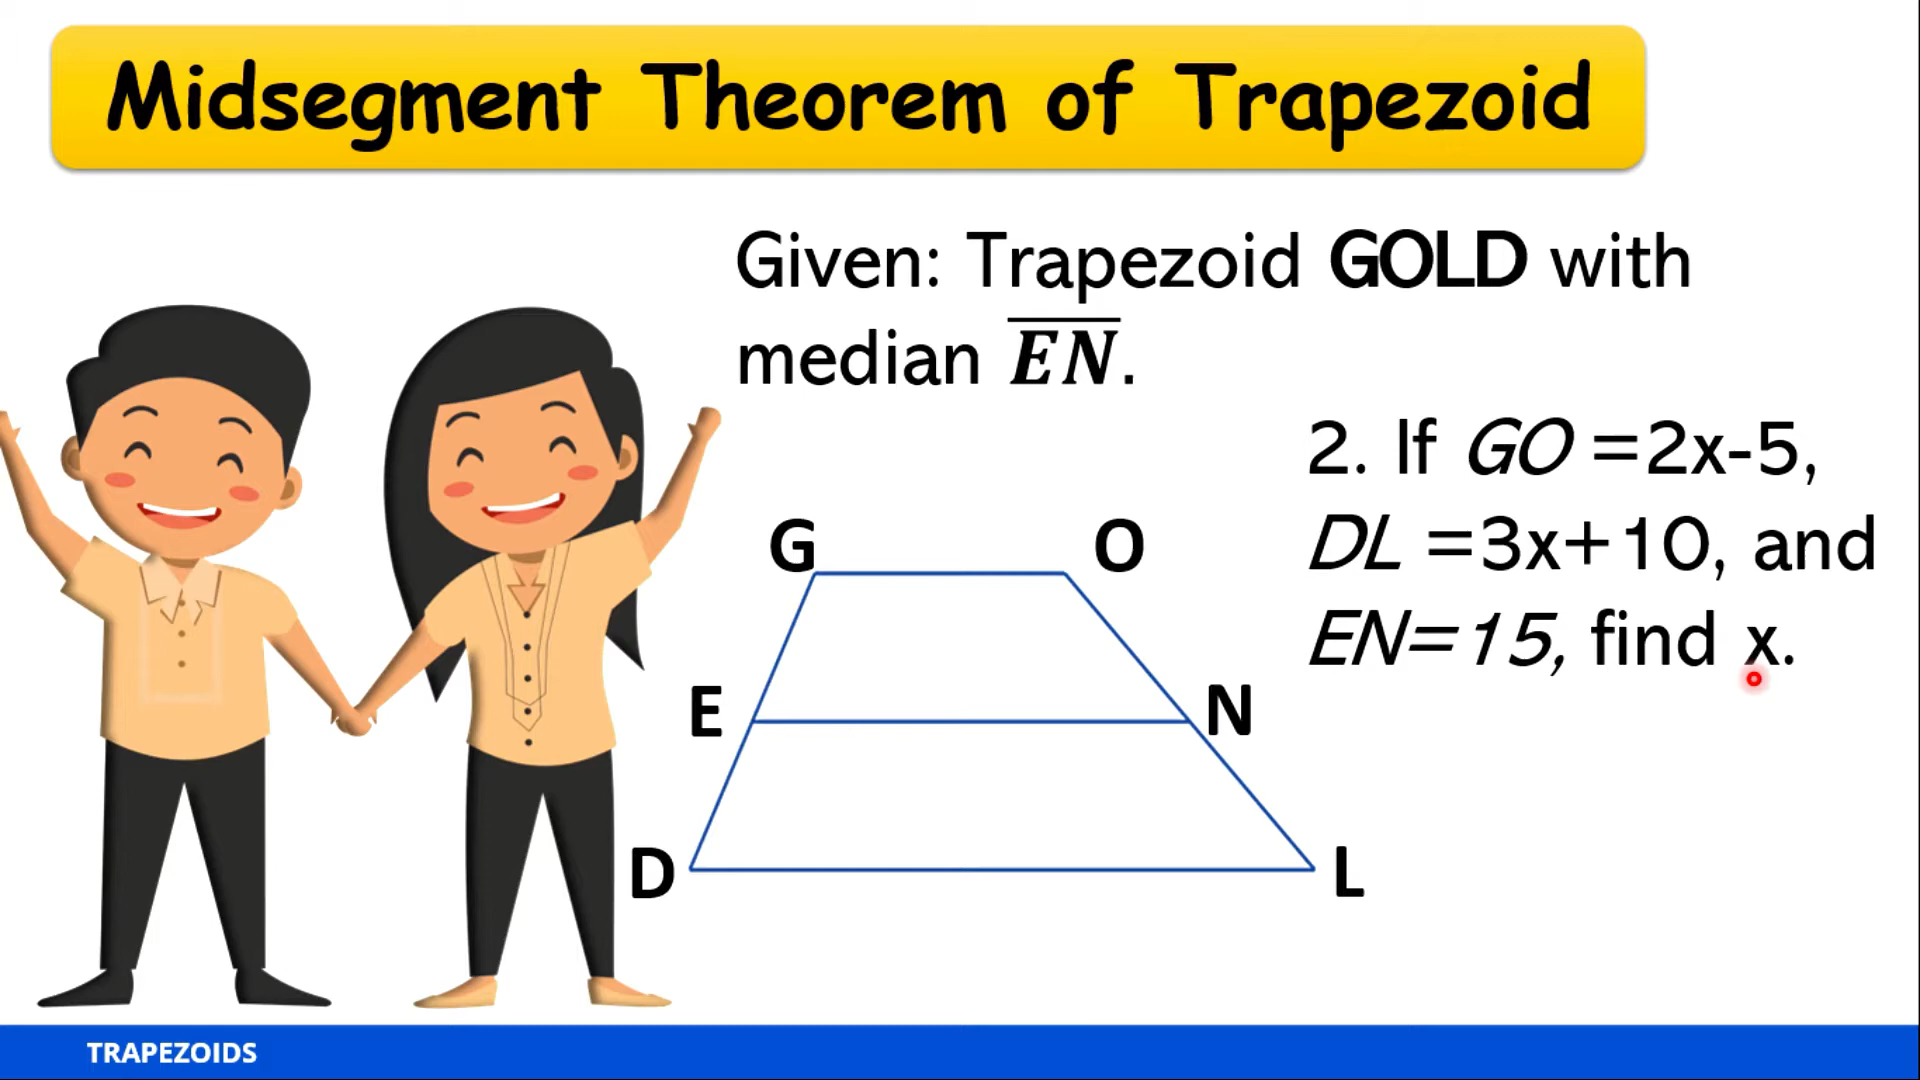 Midsegment Theorem of Trapezoid
Given: Trapezoid GOLD with
median EN.
2. If GO =2x-5,
DL =3x+10, and
EN=15, find x.
G
O
E
N
D
L
TRAPEZOIDS